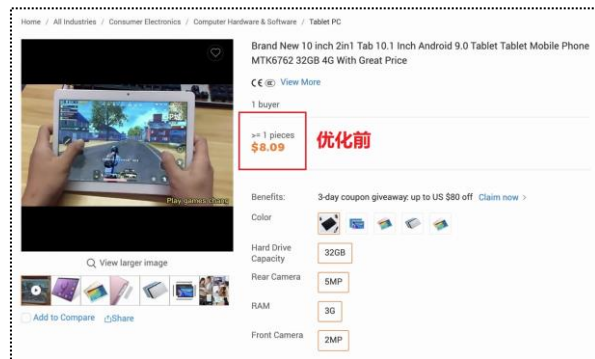 Home / All Industries / Consumer Electronics / Computer Hardware & Software / Tablet PC
Brand New 10 inch 2in1 Tab 10.1 Inch Android 9.0 Tablet Tablet Mobile Phone
MTK6762 32GB 4G With Great Price
CE View More
1 buyer
>= 1 pieces
$8.09
优化前
Play games chang
Benefits: 3-day coupon giveaway: up to US $80 off Claim now >
Color
Hard Drive
Capacity
32GB
View larger image
Rear Camera
5MP
RAM
3G
Add to Compare Share
Front Camera
2MP